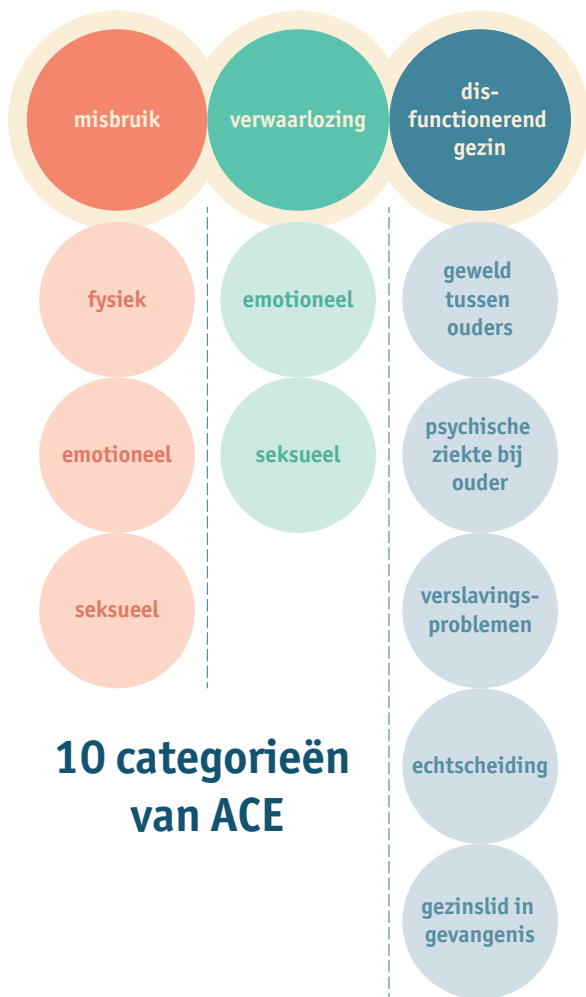 misbruik
fysiek
emotioneel
seksueel
verwaarlozing
emotioneel
seksueel
dis-
functionerend
gezin
geweld
tussen
ouders
psychische
ziekte bij
ouder
verslavings-
problemen
echtscheiding
gezinslid in
gevangenis
10 categorieën
van ACE